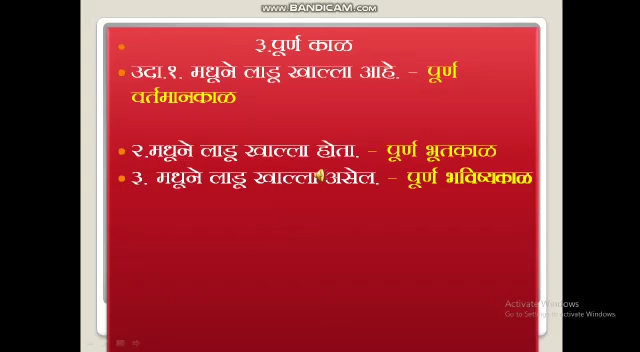 WWW.BANDICAM.COM
३.पूर्ण काळ
उदा.१. मधूने लाडू खाल्ला आहे. – पूर्ण
वर्तमानकाळ
२.मधूने लाडू खाल्ला होता. – पूर्ण भूतकाळ
३. मधूने लाडू खाल्ला असेल. – पूर्ण भविष्यकाळ
Activate Windows
Go to Settings to activate Windows.